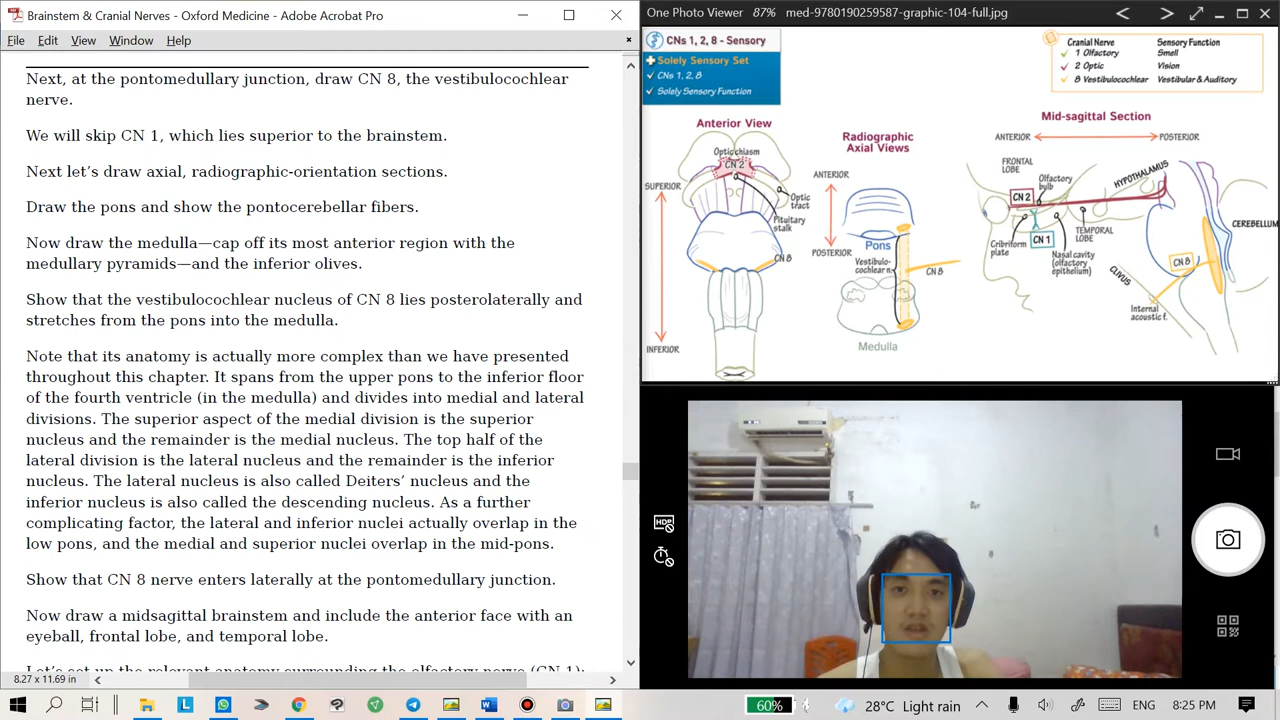 Brainstem & Cranial Nerves - Oxford Medicine - Adobe Acrobat Pro
File Edit View Window Help
Next, at the pontomedullary junction, draw CN 8, the vestibulocochlear
nerve.
We will skip CN 1, which lies superior to the brainstem.
let's draw axial, radiographic-orientation sections.
Draw the pons and show the pontocerebellar fibers.
Now draw the medulla—cap off its most anterior region with the
medullary pyramids and the inferior olives.
Show that the vestibulocochlear nucleus of CN 8 lies posterolaterally and
stretches from the pons into the medulla.
Note that its anatomy is actually more complex than we have presented
throughout this chapter. It spans from the upper pons to the inferior floor
of the fourth ventricle (in the medulla) and divides into medial and lateral
divisions. The superior aspect of the medial division is the superior
nucleus and the remainder is the medial nucleus. The top half of the
lateral division is the lateral nucleus and the remainder is the inferior
nucleus. The lateral nucleus is also called Deiters' nucleus and the
inferior nucleus is also called the descending nucleus. As a further
complicating factor, the lateral and inferior nuclei actually overlap in the
low pons, and the medial and superior nuclei overlap in the mid-pons.
Show that CN 8 nerve enters laterally at the pontomedullary junction.
Now draw a midsagittal brainstem and include the anterior face with an
eyeball, frontal lobe, and temporal lobe.
Let's set up the relevant anatomy surrounding the olfactory nerve (CN 1):
8.27 x 11.69 in
One Photo Viewer 87% med-9780190259587-graphic-104-full.jpg
CNs 1, 2, 8 - Sensory
Solely Sensory Set
CNs 1, 2, 8
Solely Sensory Function
Cranial Nerve Sensory Function
1 Olfactory Smell
2 Optic Vision
8 Vestibulocochlear Vestibular & Auditory
Anterior View
Optic chiasm
CN 2
SUPERIOR
Optic
tract
Pituitary
stalk
CN 8
INFERIOR
Radiographic
Axial Views
ANTERIOR
POSTERIOR
Pons
Vestibulo-
cochlear n.
CN 8
Medulla
Mid-sagittal Section
ANTERIOR POSTERIOR
FRONTAL
LOBE
Olfactory
bulb
HYPOTHALAMUS
CN 2
CN 1
Cribriform
plate
Nasal cavity
(olfactory
epithelium)
TEMPORAL
LOBE
CLIVUS
CEREBELLUM
CN 8
Internal
acoustic f.
HDR
60% 28°C Light rain ENG 8:25 PM